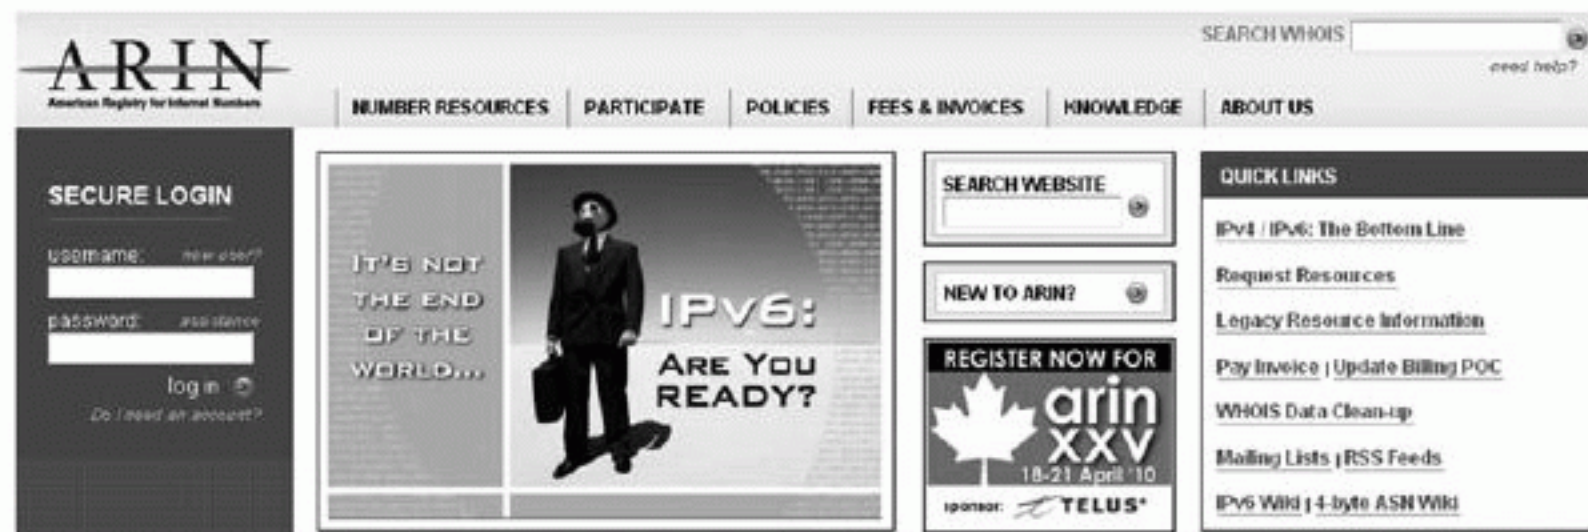 ARIN
American Registry for Internet Numbers
SEARCH WHOIS
need help?
NUMBER RESOURCES
PARTICIPATE
POLICIES
FEES & INVOICES
KNOWLEDGE
ABOUT US
SECURE LOGIN
username: new user?
password: assistance
log in
Do I need an account?
IT'S NOT
THE END
OF THE
WORLD...
IPv6:
ARE YOU
READY?
SEARCH WEBSITE
NEW TO ARIN?
REGISTER NOW FOR
arin
XXV
18-21 April '10
sponsor: TELUS
QUICK LINKS
IPv4 / IPv6: The Bottom Line
Request Resources
Legacy Resource Information
Pay Invoice | Update Billing POC
WHOIS Data Clean-up
Mailing Lists | RSS Feeds
IPv6 Wiki | 4-byte ASN Wiki